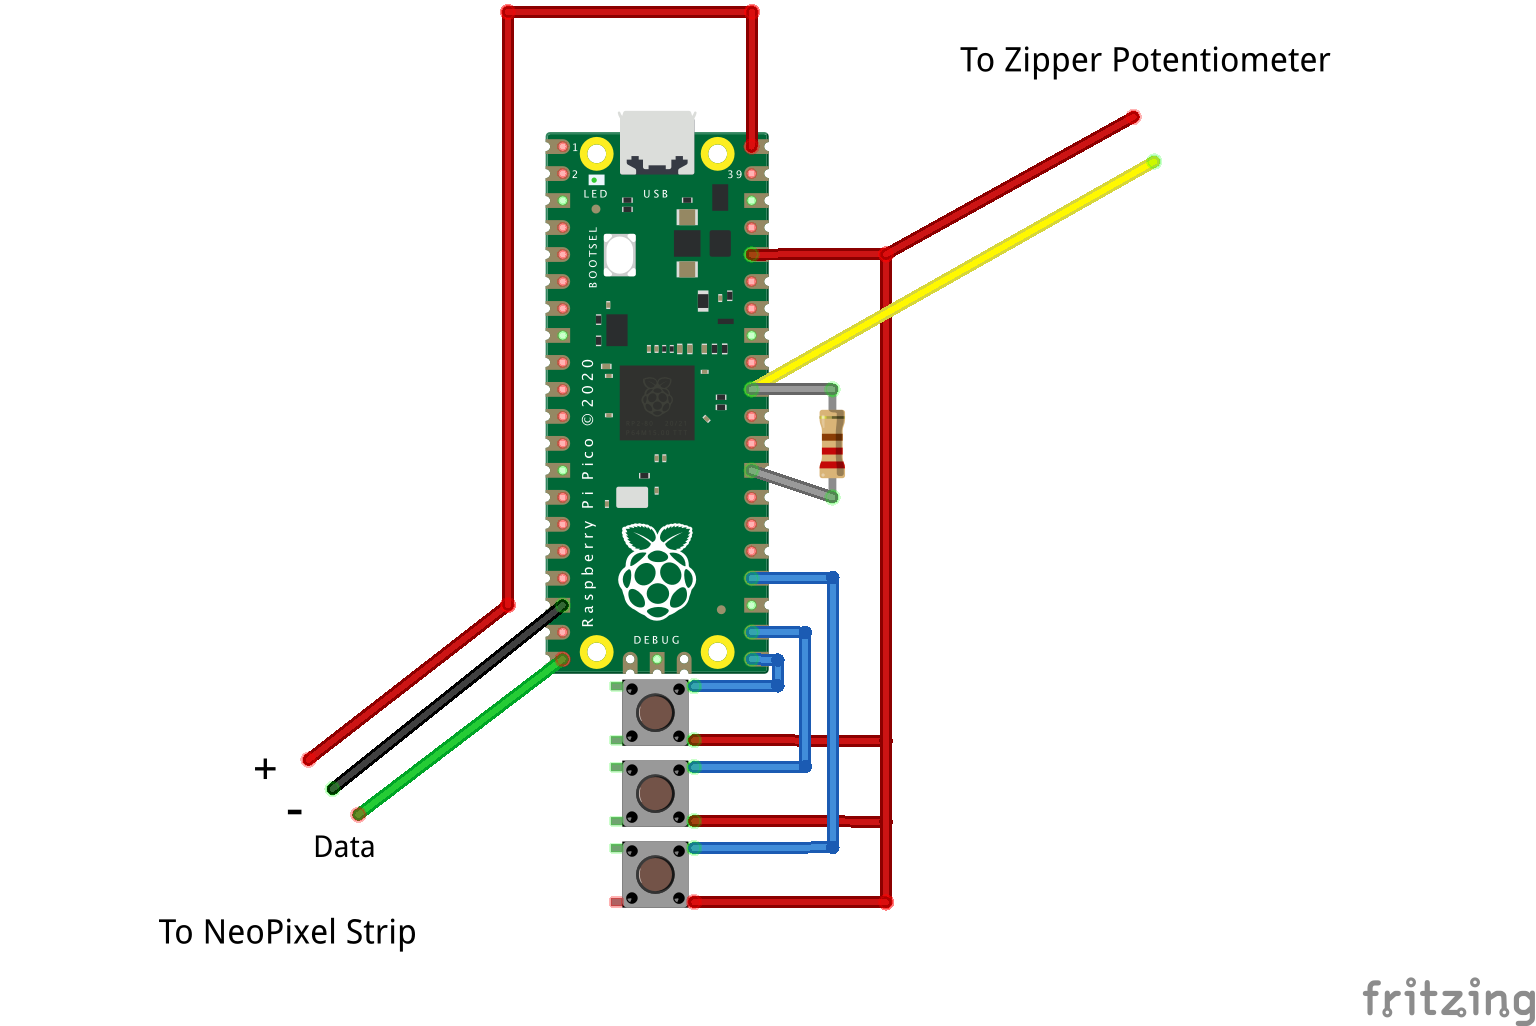 To Zipper Potentiometer
1
2
39
LED
USB
BOOTSEL
Raspberry Pi Pico ©2020
DEBUG
+
-
Data
To NeoPixel Strip
fritzing